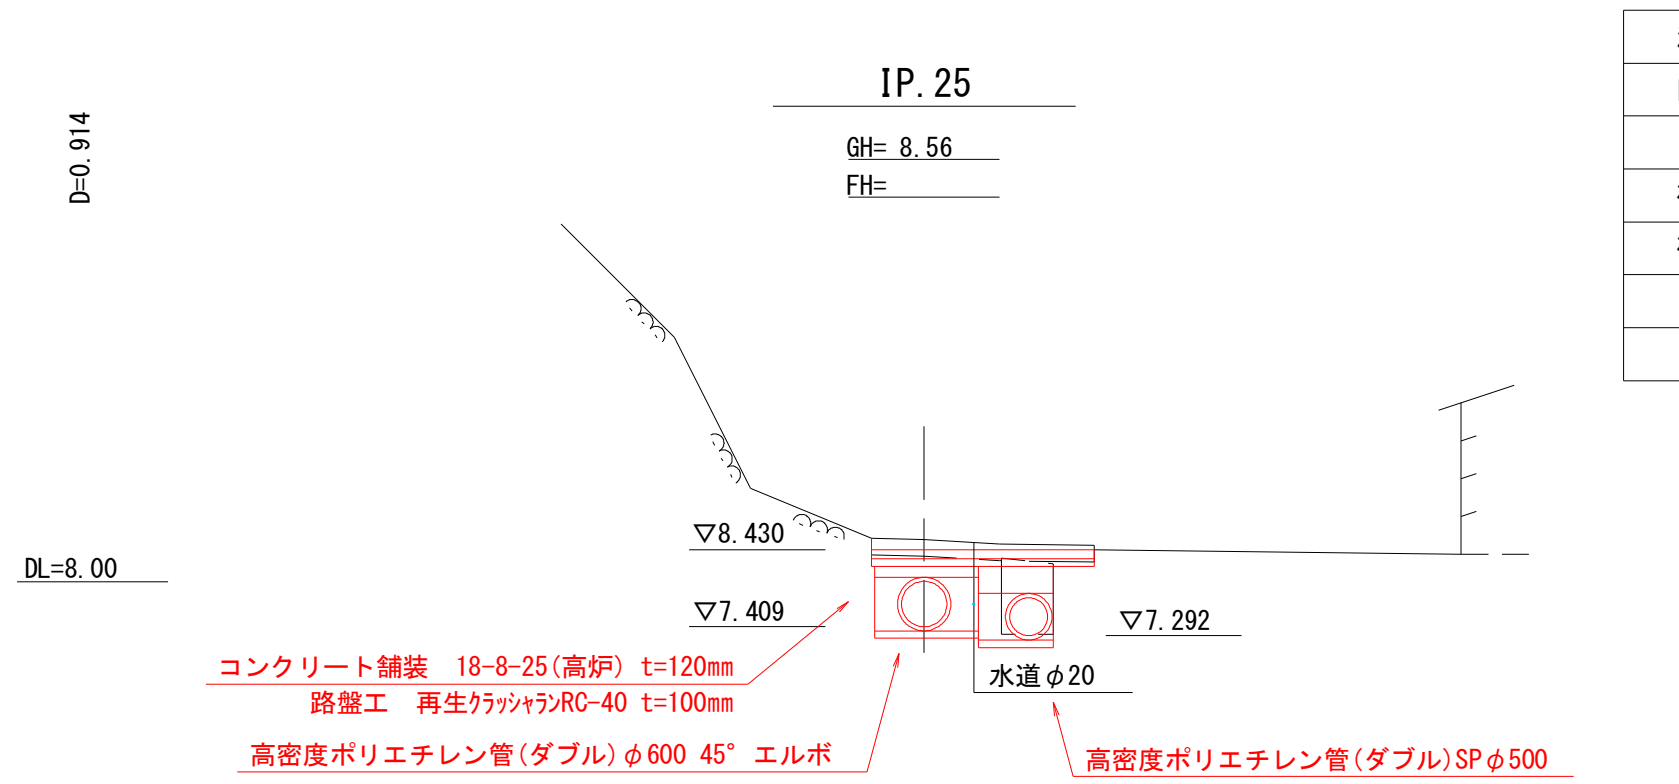 IP.25
D=0.914
GH= 8.56
FH=
▽8.430
DL=8.00
▽7.409
▽7.292
コンクリート舗装　18-8-25(高炉) t=120mm
水道φ20
路盤工　再生ｸﾗｯｼｬﾗﾝRC-40 t=100mm
高密度ポリエチレン管(ダブル)φ600 45°エルボ
高密度ポリエチレン管(ダブル)SPφ500